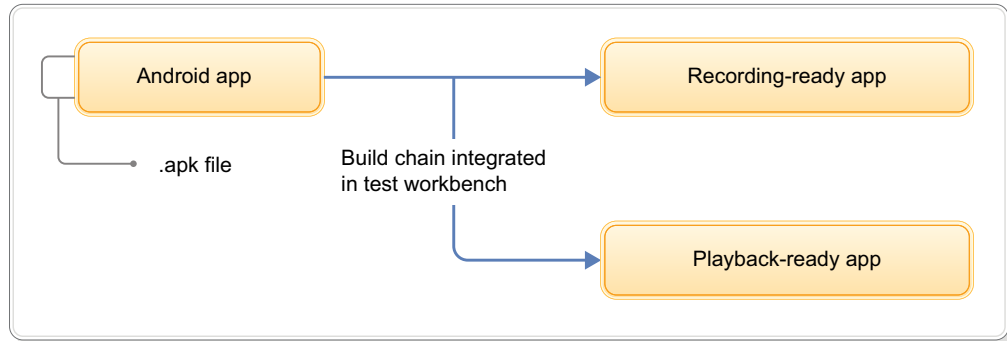 Android app
Recording-ready app
.apk file
Build chain integrated
in test workbench
Playback-ready app